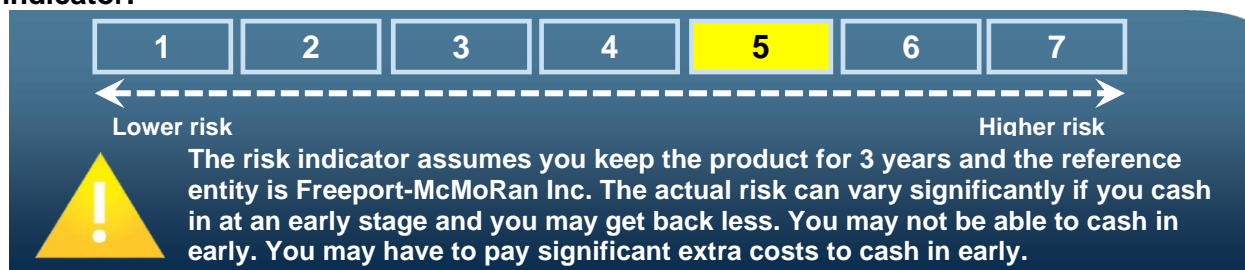 indicator:
1 2 3 4 5 6 7
Lower risk Higher risk
The risk indicator assumes you keep the product for 3 years and the reference
entity is Freeport-McMoRan Inc. The actual risk can vary significantly if you cash
in at an early stage and you may get back less. You may not be able to cash in
early. You may have to pay significant extra costs to cash in early.